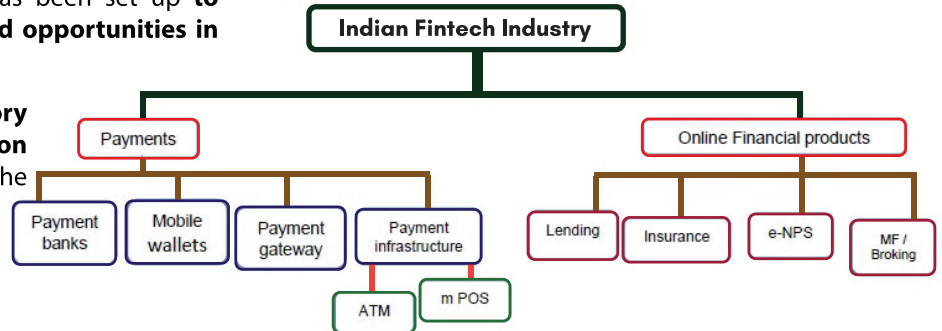 as been set up to
d opportunities in
ory
on
he
Indian Fintech Industry
Payments
Online Financial products
Payment
banks
Mobile
wallets
Payment
gateway
Payment
infrastructure
ATM
m POS
Lending
Insurance
e-NPS
MF /
Broking